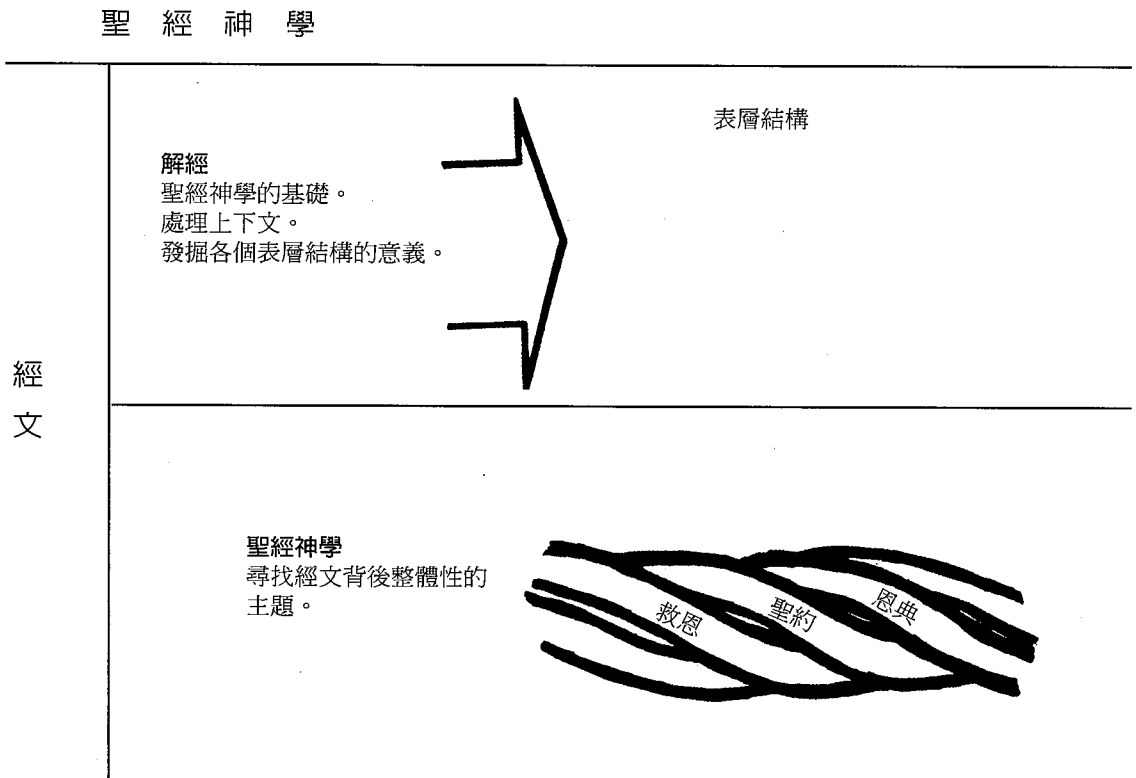 聖經神學
表層結構
解經
聖經神學的基礎。
處理上下文。
發掘各個表層結構的意義。
經
文
聖經神學
尋找經文背後整體性的
主題。
救恩
聖約
恩典